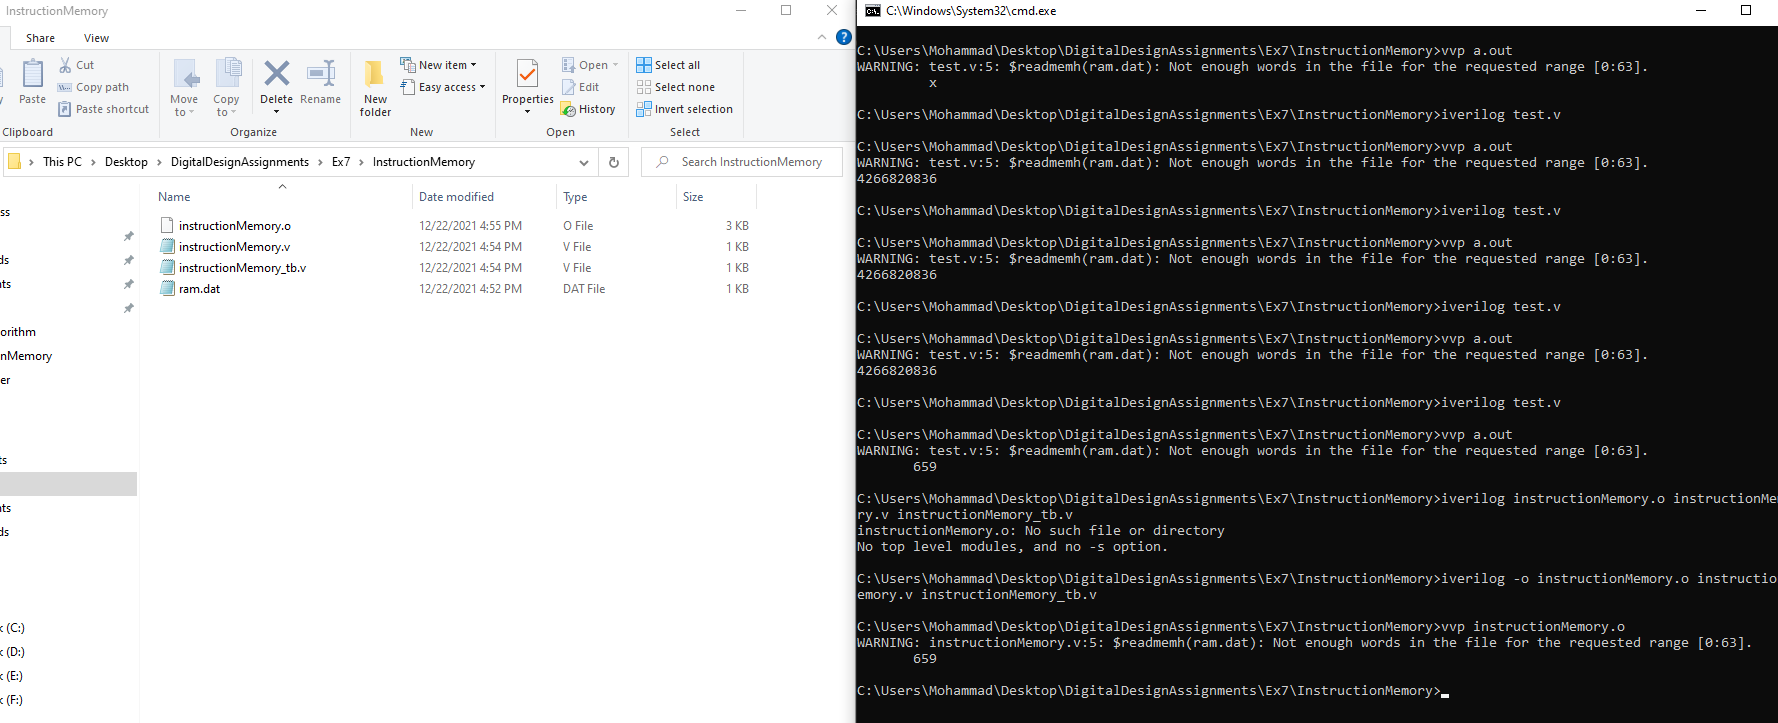 InstructionMemory
Share View
Cut
Copy path
Paste shortcut
Paste
Clipboard
Move to
Copy to
Delete
Rename
Organize
New folder
New item
Easy access
New
Properties
Open
Edit
History
Open
Select all
Select none
Invert selection
Select
This PC > Desktop > DigitalDesignAssignments > Ex7 > InstructionMemory
Search InstructionMemory
Name Date modified Type Size
instructionMemory.o 12/22/2021 4:55 PM O File 3 KB
instructionMemory.v 12/22/2021 4:54 PM V File 1 KB
instructionMemory_tb.v 12/22/2021 4:54 PM V File 1 KB
ram.dat 12/22/2021 4:52 PM DAT File 1 KB
ss
ds
nts
orithm
nMemory
er
ts
nts
ds
(C:)
(D:)
(E:)
(F:)
C:\Windows\System32\cmd.exe
C:\Users\Mohammad\Desktop\DigitalDesignAssignments\Ex7\InstructionMemory>vvp a.out
WARNING: test.v:5: $readmemh(ram.dat): Not enough words in the file for the requested range [0:63].
x
C:\Users\Mohammad\Desktop\DigitalDesignAssignments\Ex7\InstructionMemory>iverilog test.v
C:\Users\Mohammad\Desktop\DigitalDesignAssignments\Ex7\InstructionMemory>vvp a.out
WARNING: test.v:5: $readmemh(ram.dat): Not enough words in the file for the requested range [0:63].
4266820836
C:\Users\Mohammad\Desktop\DigitalDesignAssignments\Ex7\InstructionMemory>iverilog test.v
C:\Users\Mohammad\Desktop\DigitalDesignAssignments\Ex7\InstructionMemory>vvp a.out
WARNING: test.v:5: $readmemh(ram.dat): Not enough words in the file for the requested range [0:63].
4266820836
C:\Users\Mohammad\Desktop\DigitalDesignAssignments\Ex7\InstructionMemory>iverilog test.v
C:\Users\Mohammad\Desktop\DigitalDesignAssignments\Ex7\InstructionMemory>vvp a.out
WARNING: test.v:5: $readmemh(ram.dat): Not enough words in the file for the requested range [0:63].
4266820836
C:\Users\Mohammad\Desktop\DigitalDesignAssignments\Ex7\InstructionMemory>iverilog test.v
C:\Users\Mohammad\Desktop\DigitalDesignAssignments\Ex7\InstructionMemory>vvp a.out
WARNING: test.v:5: $readmemh(ram.dat): Not enough words in the file for the requested range [0:63].
659
C:\Users\Mohammad\Desktop\DigitalDesignAssignments\Ex7\InstructionMemory>iverilog instructionMemory.o instructionMe
ry.v instructionMemory_tb.v
instructionMemory.o: No such file or directory
No top level modules, and no -s option.
C:\Users\Mohammad\Desktop\DigitalDesignAssignments\Ex7\InstructionMemory>iverilog -o instructionMemory.o instructio
emory.v instructionMemory_tb.v
C:\Users\Mohammad\Desktop\DigitalDesignAssignments\Ex7\InstructionMemory>vvp instructionMemory.o
WARNING: instructionMemory.v:5: $readmemh(ram.dat): Not enough words in the file for the requested range [0:63].
659
C:\Users\Mohammad\Desktop\DigitalDesignAssignments\Ex7\InstructionMemory>